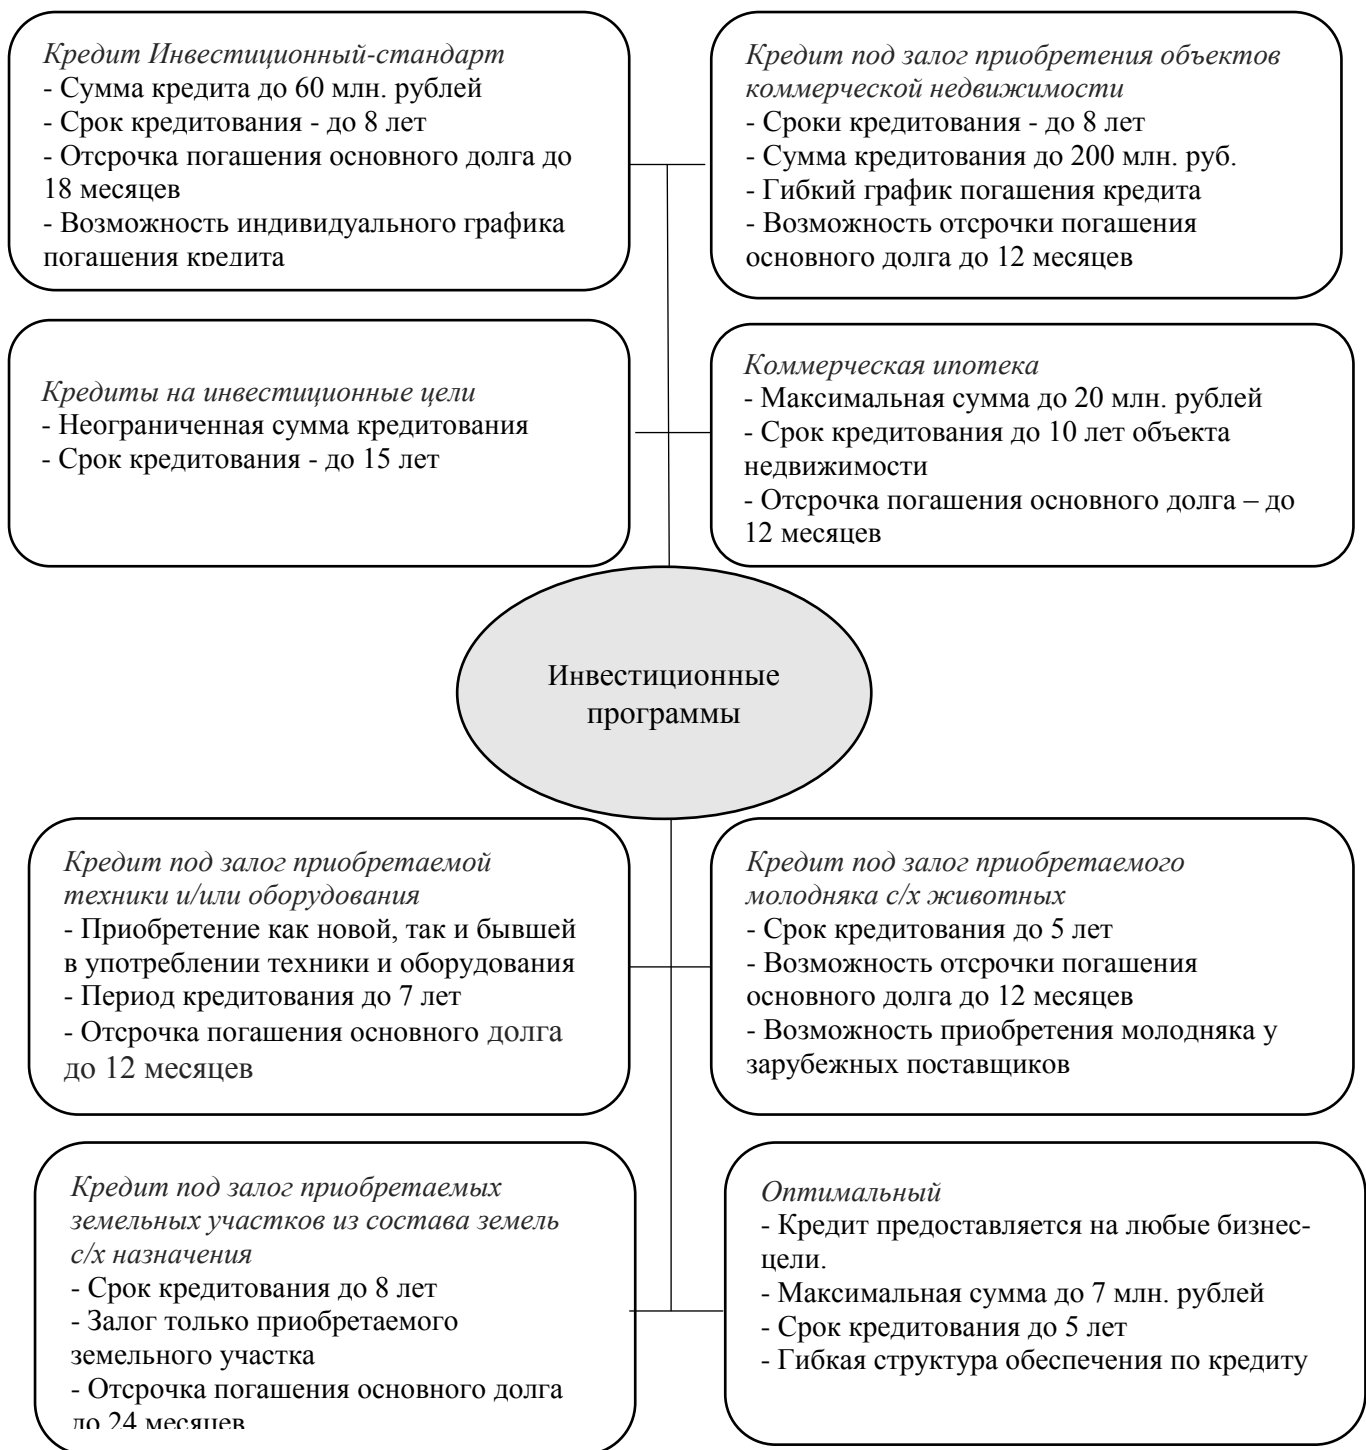 Кредит Инвестиционный-стандарт
- Сумма кредита до 60 млн. рублей
- Срок кредитования - до 8 лет
- Отсрочка погашения основного долга до
18 месяцев
- Возможность индивидуального графика
погашения кредита
Кредит под залог приобретения объектов
коммерческой недвижимости
- Сроки кредитования - до 8 лет
- Сумма кредитования до 200 млн. руб.
- Гибкий график погашения кредита
- Возможность отсрочки погашения
основного долга до 12 месяцев
Кредиты на инвестиционные цели
- Неограниченная сумма кредитования
- Срок кредитования - до 15 лет
Коммерческая ипотека
- Максимальная сумма до 20 млн. рублей
- Срок кредитования до 10 лет объекта
недвижимости
- Отсрочка погашения основного долга – до
12 месяцев
Инвестиционные
программы
Кредит под залог приобретаемой
техники и/или оборудования
- Приобретение как новой, так и бывшей
в употреблении техники и оборудования
- Период кредитования до 7 лет
- Отсрочка погашения основного долга
до 12 месяцев
Кредит под залог приобретаемого
молодняка с/х животных
- Срок кредитования до 5 лет
- Возможность отсрочки погашения
основного долга до 12 месяцев
- Возможность приобретения молодняка у
зарубежных поставщиков
Кредит под залог приобретаемых
земельных участков из состава земель
с/х назначения
- Срок кредитования до 8 лет
- Залог только приобретаемого
земельного участка
- Отсрочка погашения основного долга
до 24 месяцев
Оптимальный
- Кредит предоставляется на любые бизнес-
цели.
- Максимальная сумма до 7 млн. рублей
- Срок кредитования до 5 лет
- Гибкая структура обеспечения по кредиту